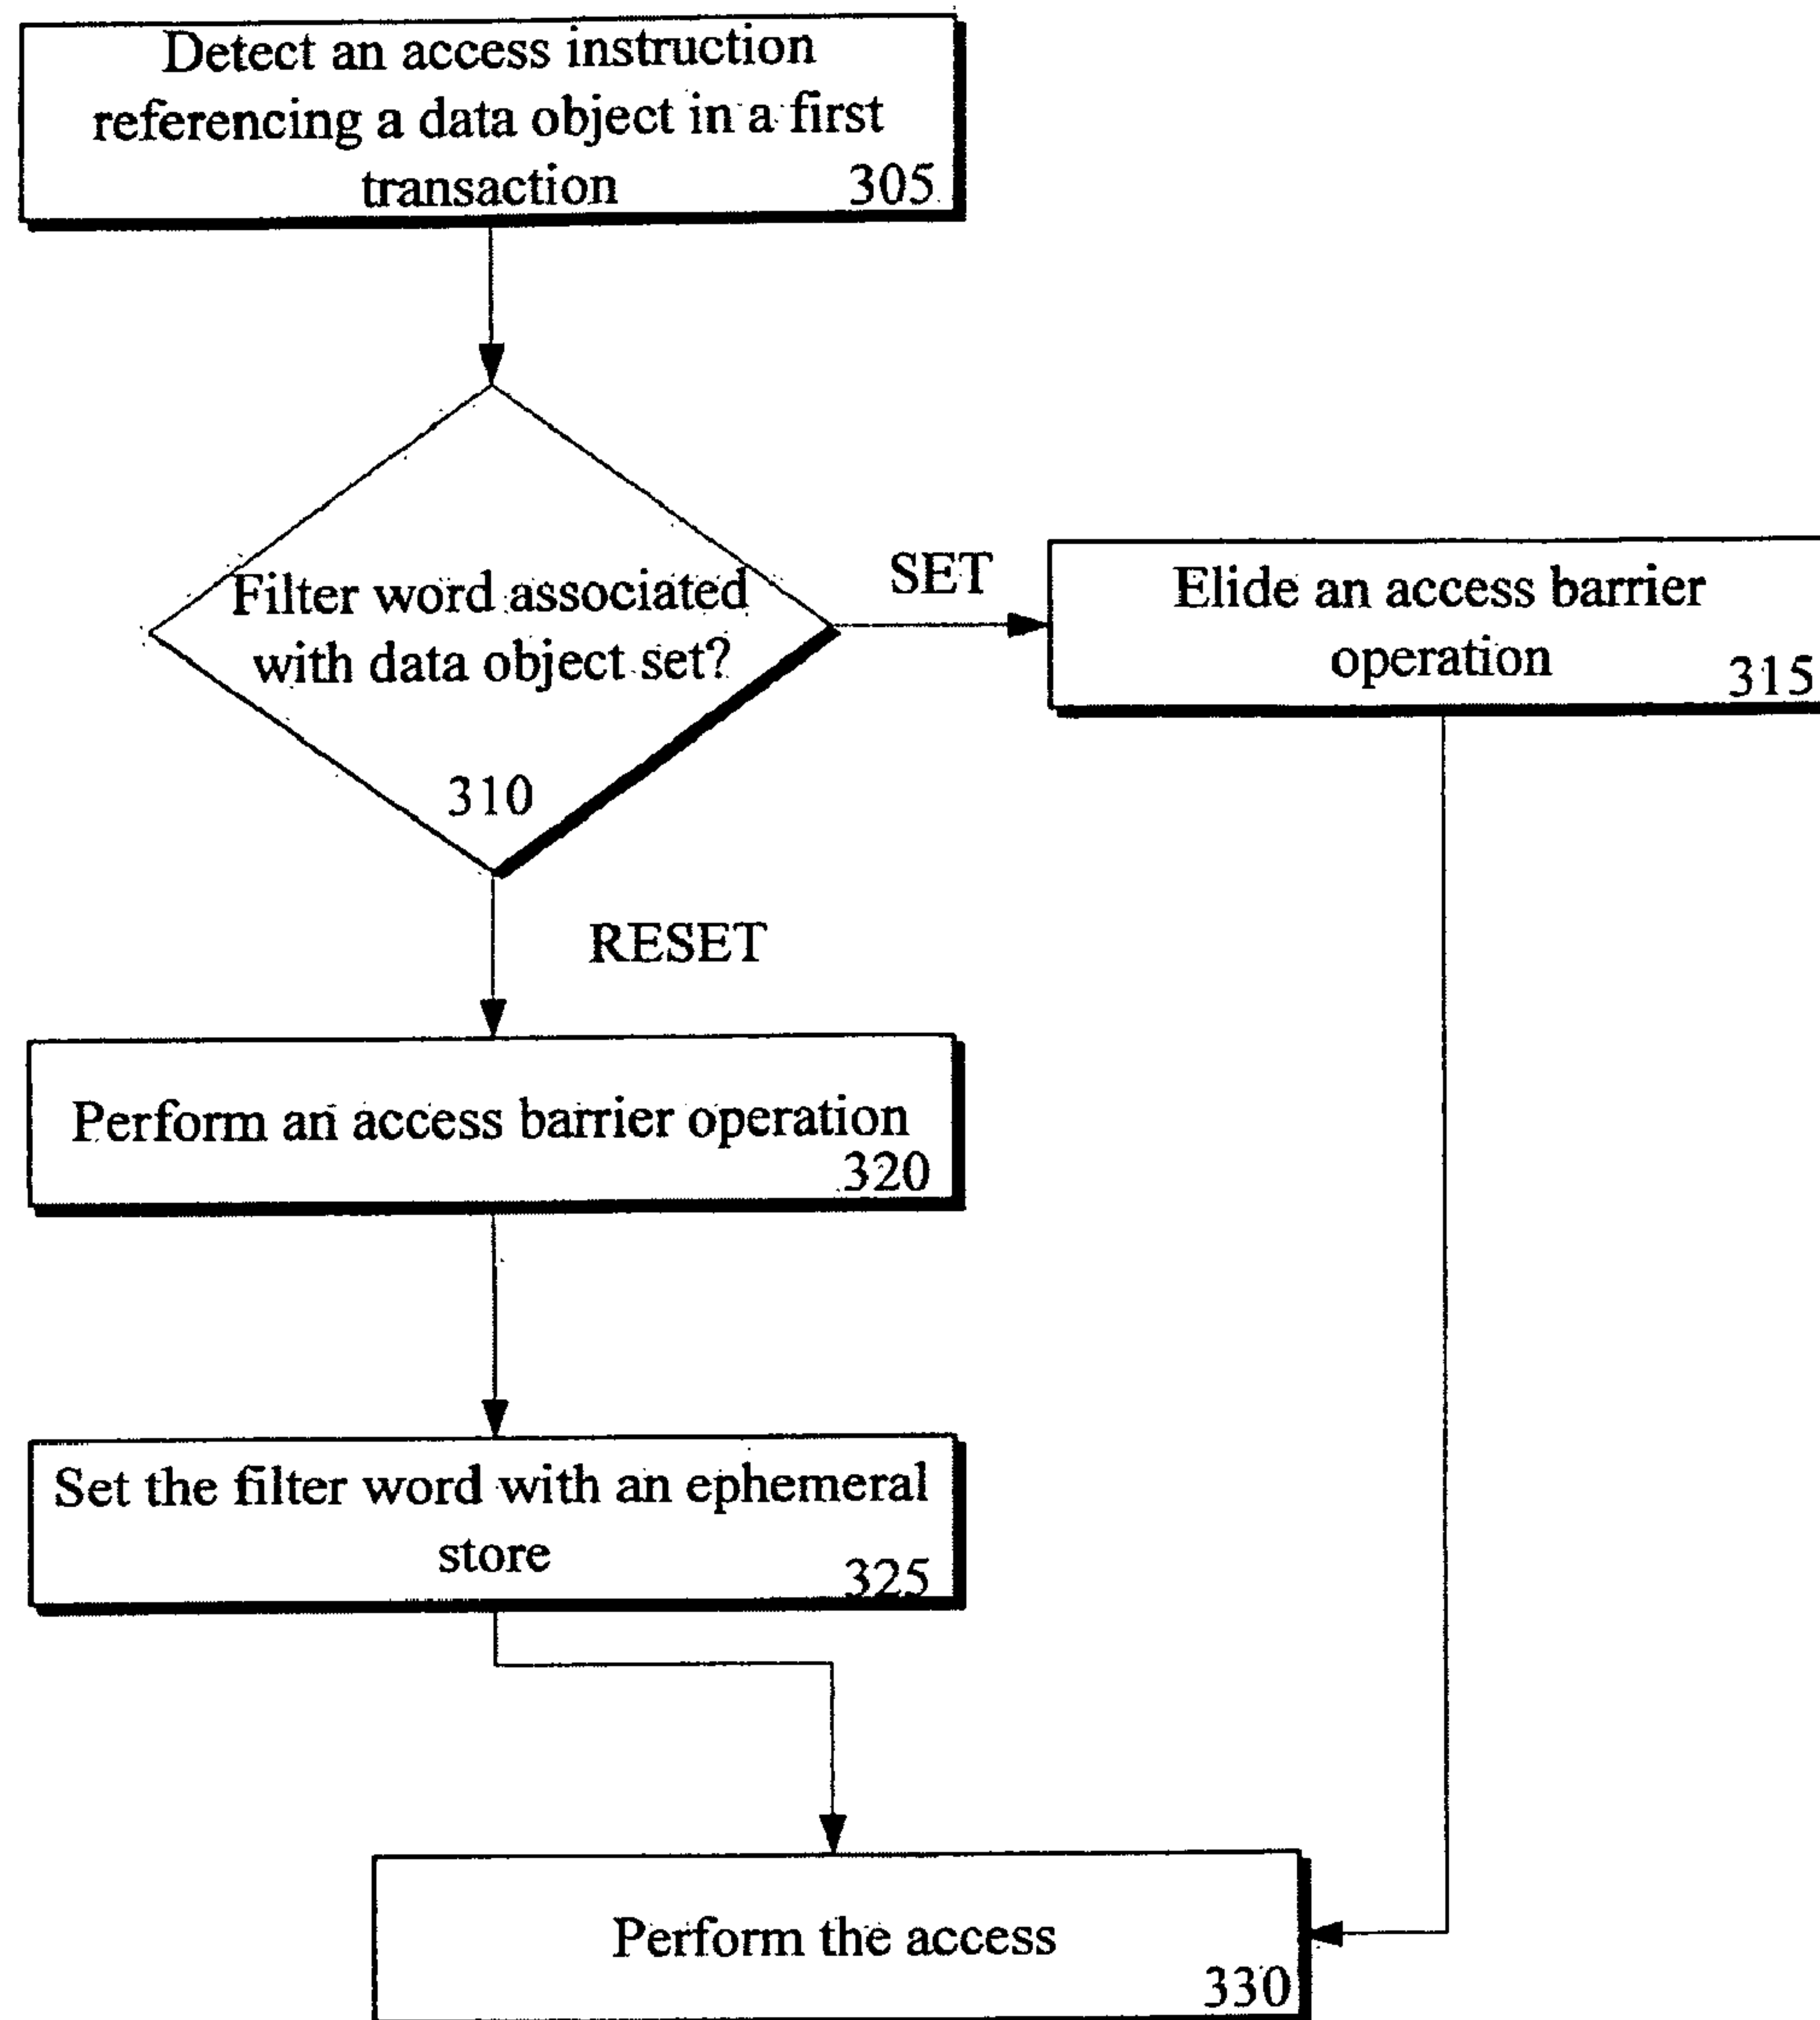 Detect an access instruction
referencing a data object in a first
transaction 305
Filter word associated
with data object set?
310
SET
Elide an access barrier
operation 315
RESET
Perform an access barrier operation
320
Set the filter word with an ephemeral
store 325
Perform the access
330